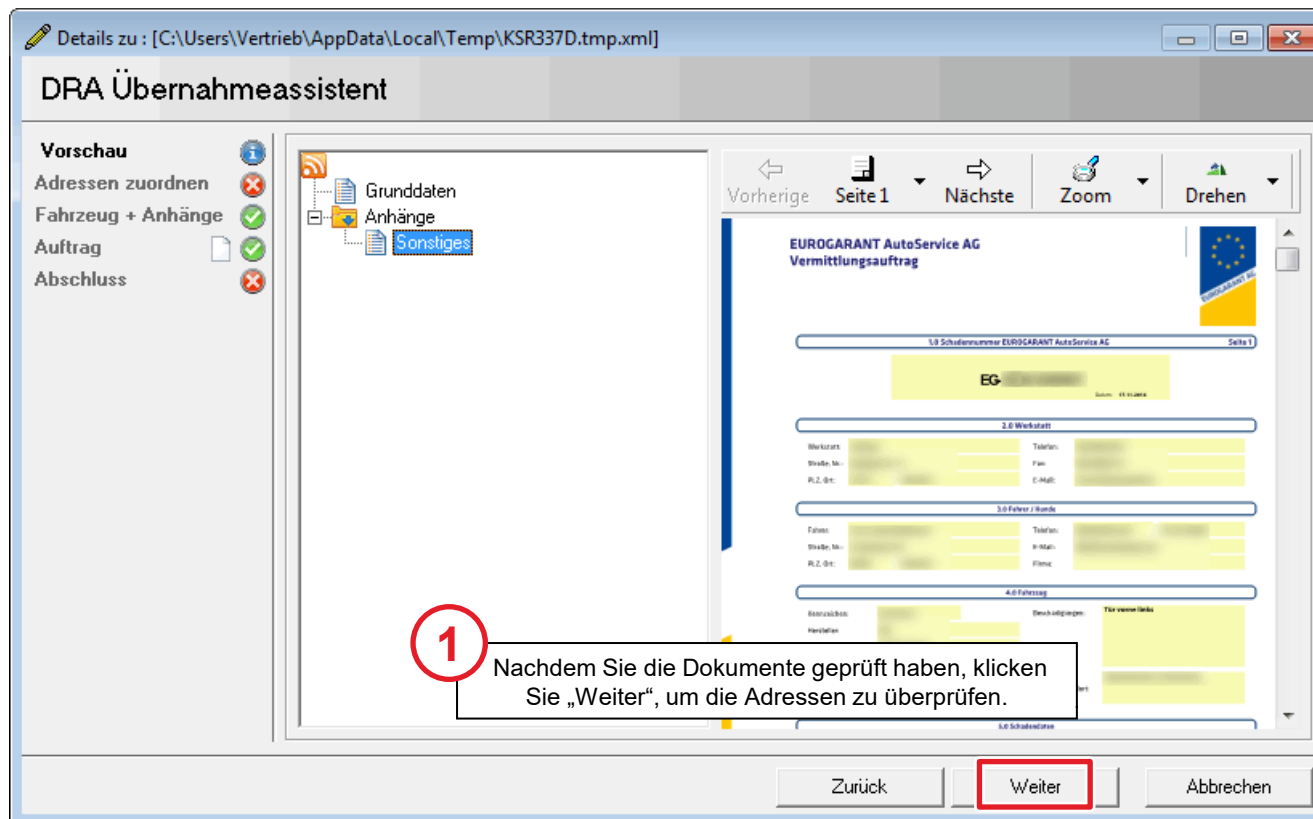 Details zu : [C:\Users\Vertrieb\AppData\Local\Temp\KSR337D.tmp.xml]
DRA Übernahmeassistent
Vorschau
Adressen zuordnen
Fahrzeug + Anhänge
Auftrag
Abschluss
Grunddaten
Anhänge
Sonstiges
Vorherige Seite 1 Nächste Zoom Drehen
EUROGARANT AutoService AG
Vermittlungsauftrag
EUROGARANT AG
1.0 Schadennummer EUROGARANT AutoService AG Seite 1
EG-
Datum:
2.0 Werkstatt
Werkstatt: Telefon:
Straße, Nr.: Fax:
PLZ, Ort: E-Mail:
3.0 Fahrer / Kunde
Fahrer: Telefon:
Straße, Nr.: E-Mail:
PLZ, Ort: Firma:
4.0 Fahrzeug
Kennzeichen: Beschädigungen: Tür vorne links
Hersteller:
1
Nachdem Sie die Dokumente geprüft haben, klicken
Sie „Weiter“, um die Adressen zu überprüfen.
5.0 Schadendaten
Zurück Weiter Abbrechen